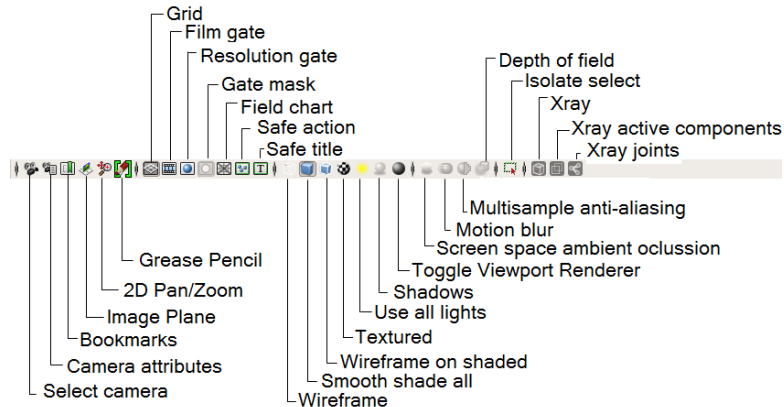 Grid
Film gate
Resolution gate
Gate mask
Field chart
Safe action
Safe title
Depth of field
Isolate select
Xray
Xray active components
Xray joints
T
Multisample anti-aliasing
Motion blur
Screen space ambient oclussion
Toggle Viewport Renderer
Shadows
Use all lights
Textured
Wireframe on shaded
Smooth shade all
Wireframe
Grease Pencil
2D Pan/Zoom
Image Plane
Bookmarks
Camera attributes
Select camera